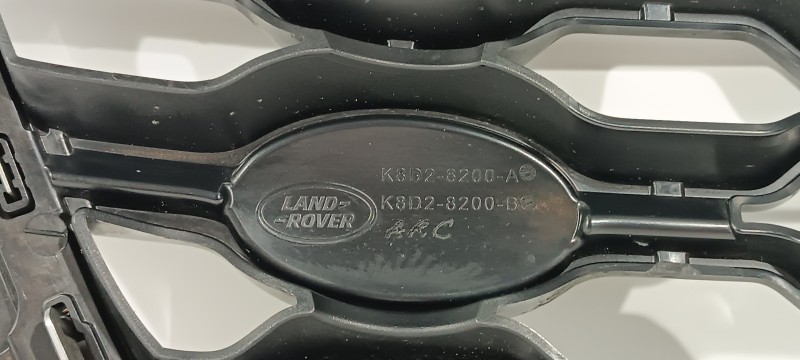 LAND-
-ROVER
K8D2-8200-A
K8D2-8200-B
ARC